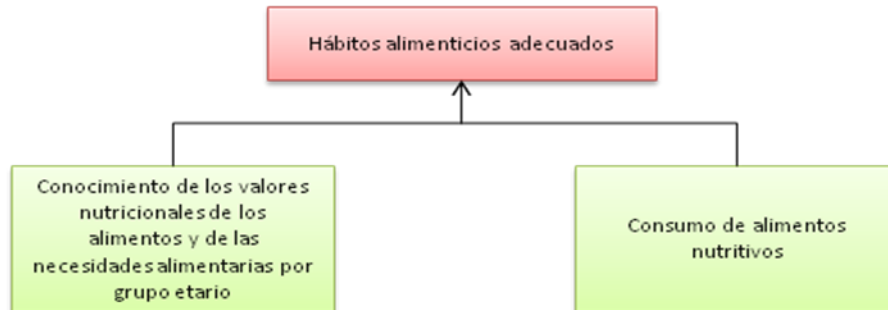 Hábitos alimenticios adecuados
Conocimiento de los valores
nutricionales de los
alimentos y de las
necesidades alimentarias por
grupo etario
Consumo de alimentos
nutritivos